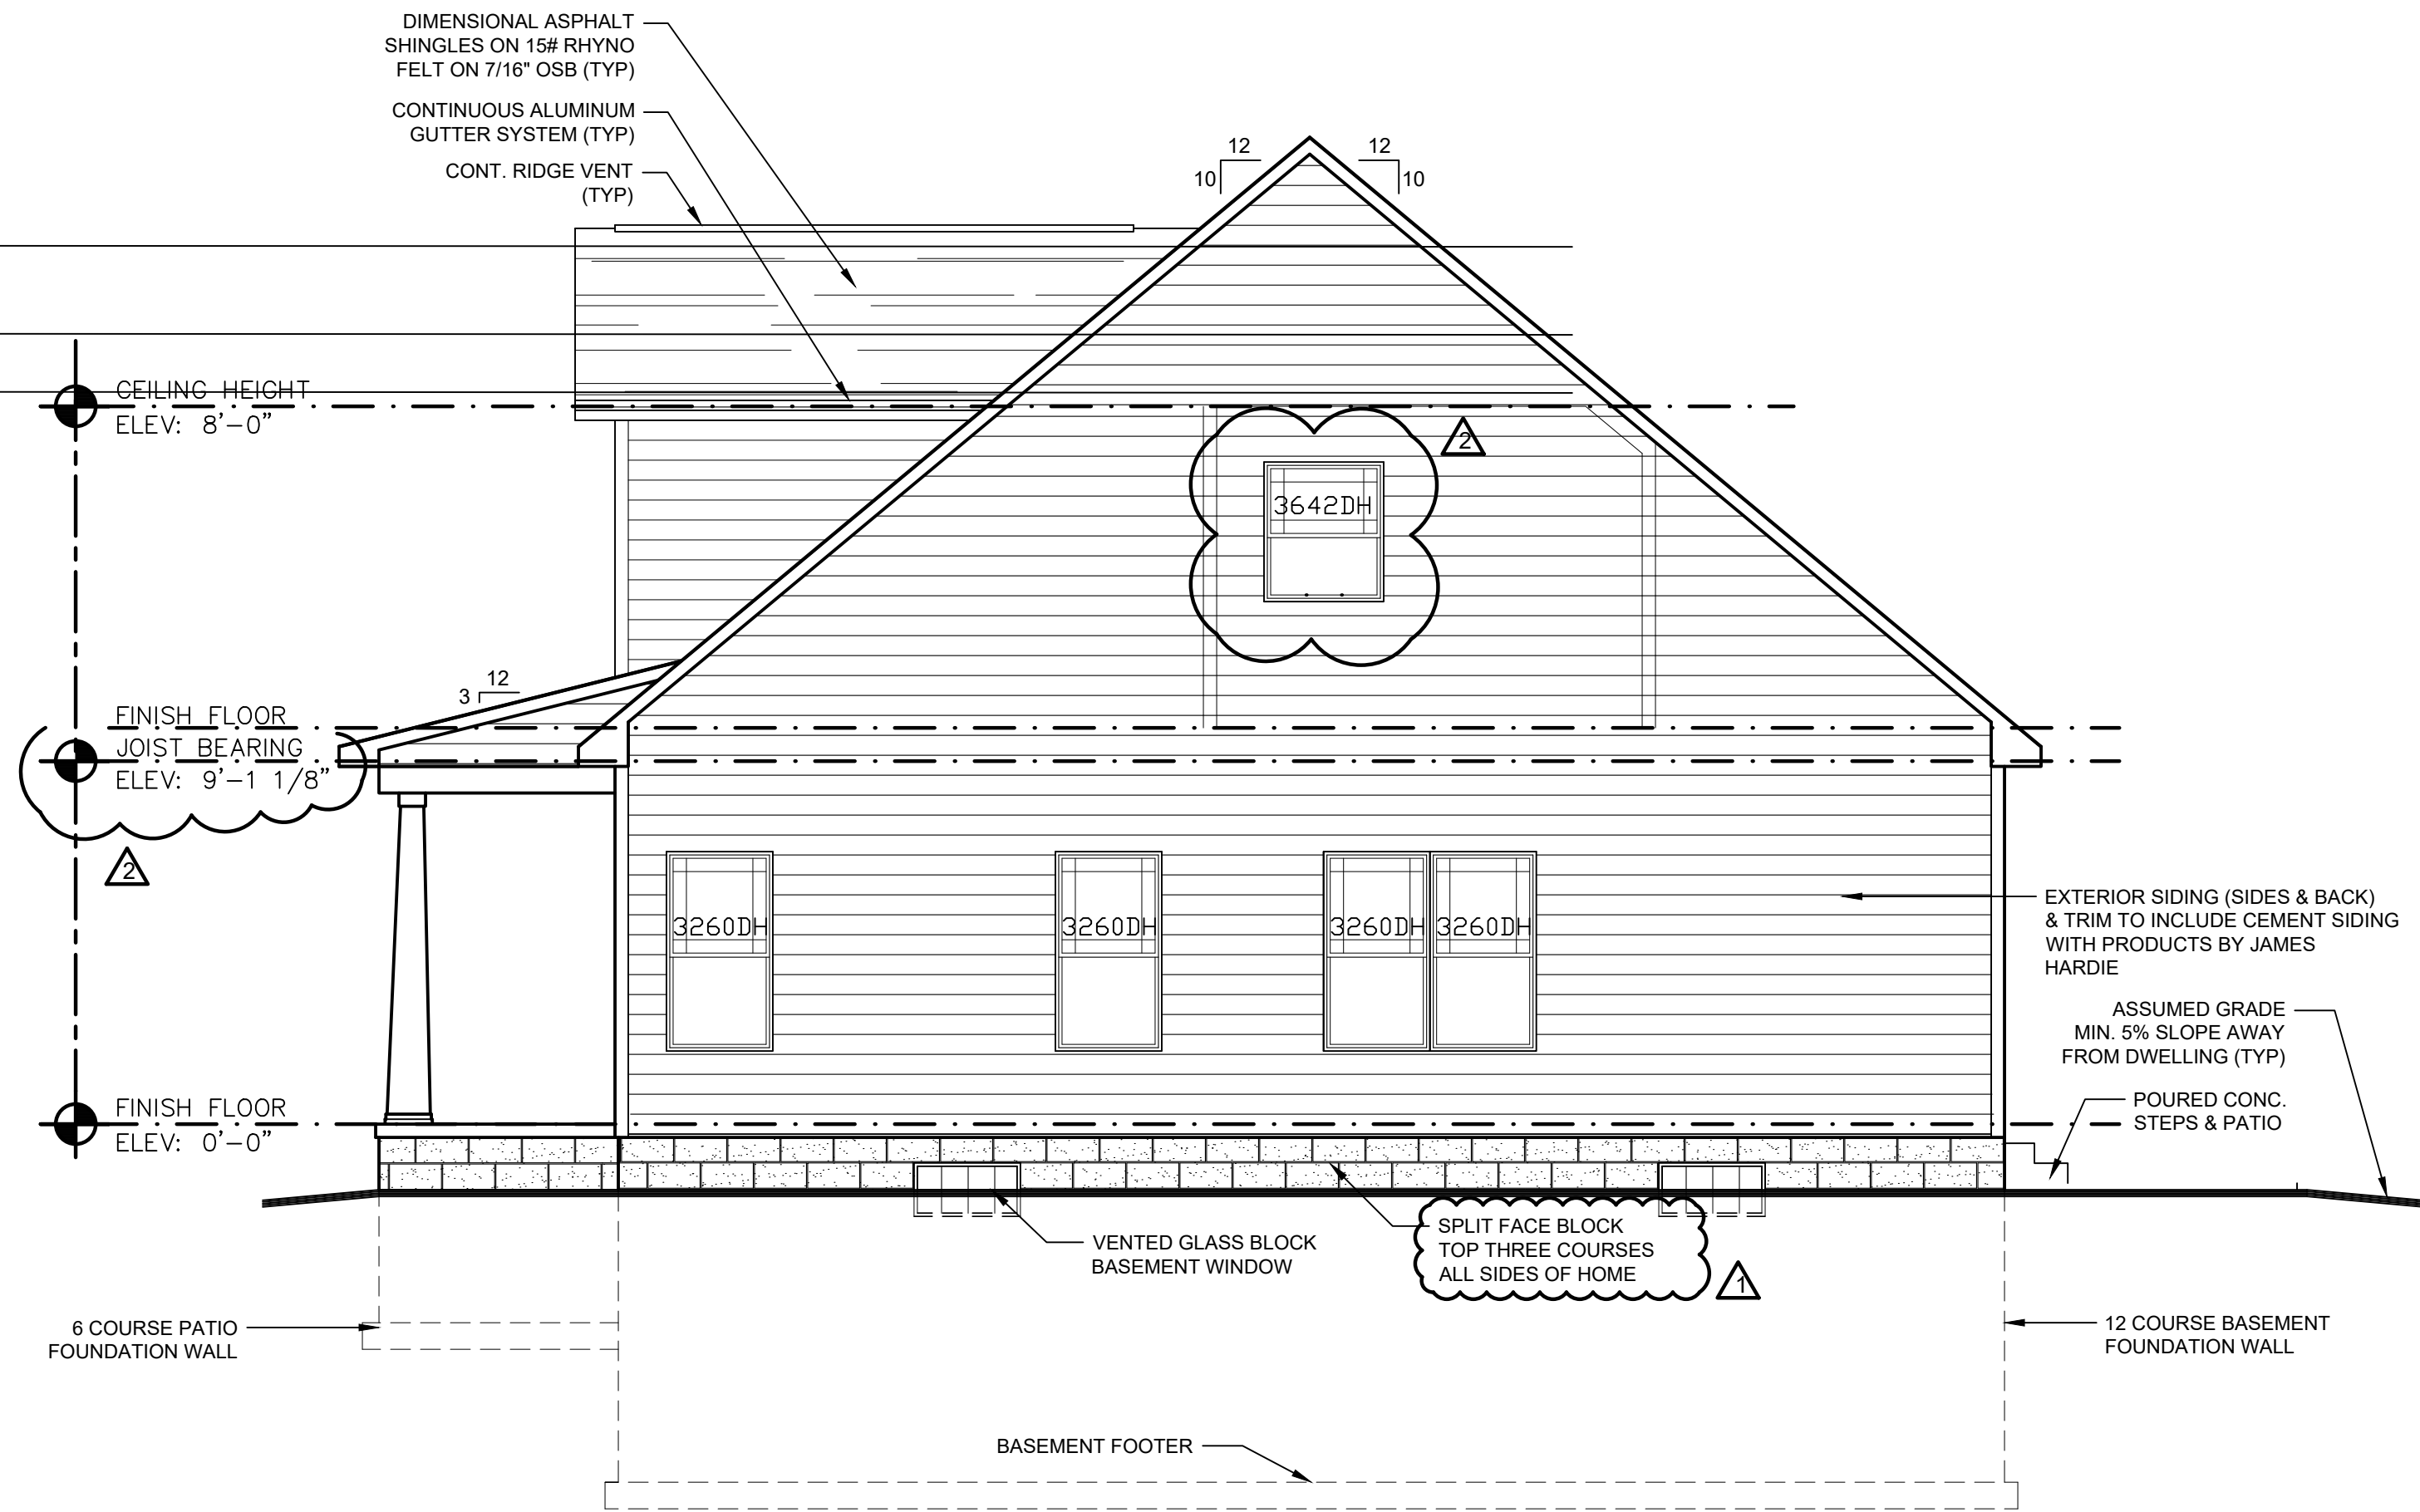 DIMENSIONAL ASPHALT
SHINGLES ON 15# RHYNO
FELT ON 7/16" OSB (TYP)
CONTINUOUS ALUMINUM
GUTTER SYSTEM (TYP)
CONT. RIDGE VENT
(TYP)
12
10
12
10
CEILING HEIGHT
ELEV: 8'-0"
2
3642DH
12
3
FINISH FLOOR
JOIST BEARING
ELEV: 9'-1 1/8"
2
3260DH
3260DH
3260DH
3260DH
EXTERIOR SIDING (SIDES & BACK)
& TRIM TO INCLUDE CEMENT SIDING
WITH PRODUCTS BY JAMES
HARDIE
ASSUMED GRADE
MIN. 5% SLOPE AWAY
FROM DWELLING (TYP)
POURED CONC.
STEPS & PATIO
FINISH FLOOR
ELEV: 0'-0"
VENTED GLASS BLOCK
BASEMENT WINDOW
SPLIT FACE BLOCK
TOP THREE COURSES
ALL SIDES OF HOME
1
6 COURSE PATIO
FOUNDATION WALL
12 COURSE BASEMENT
FOUNDATION WALL
BASEMENT FOOTER